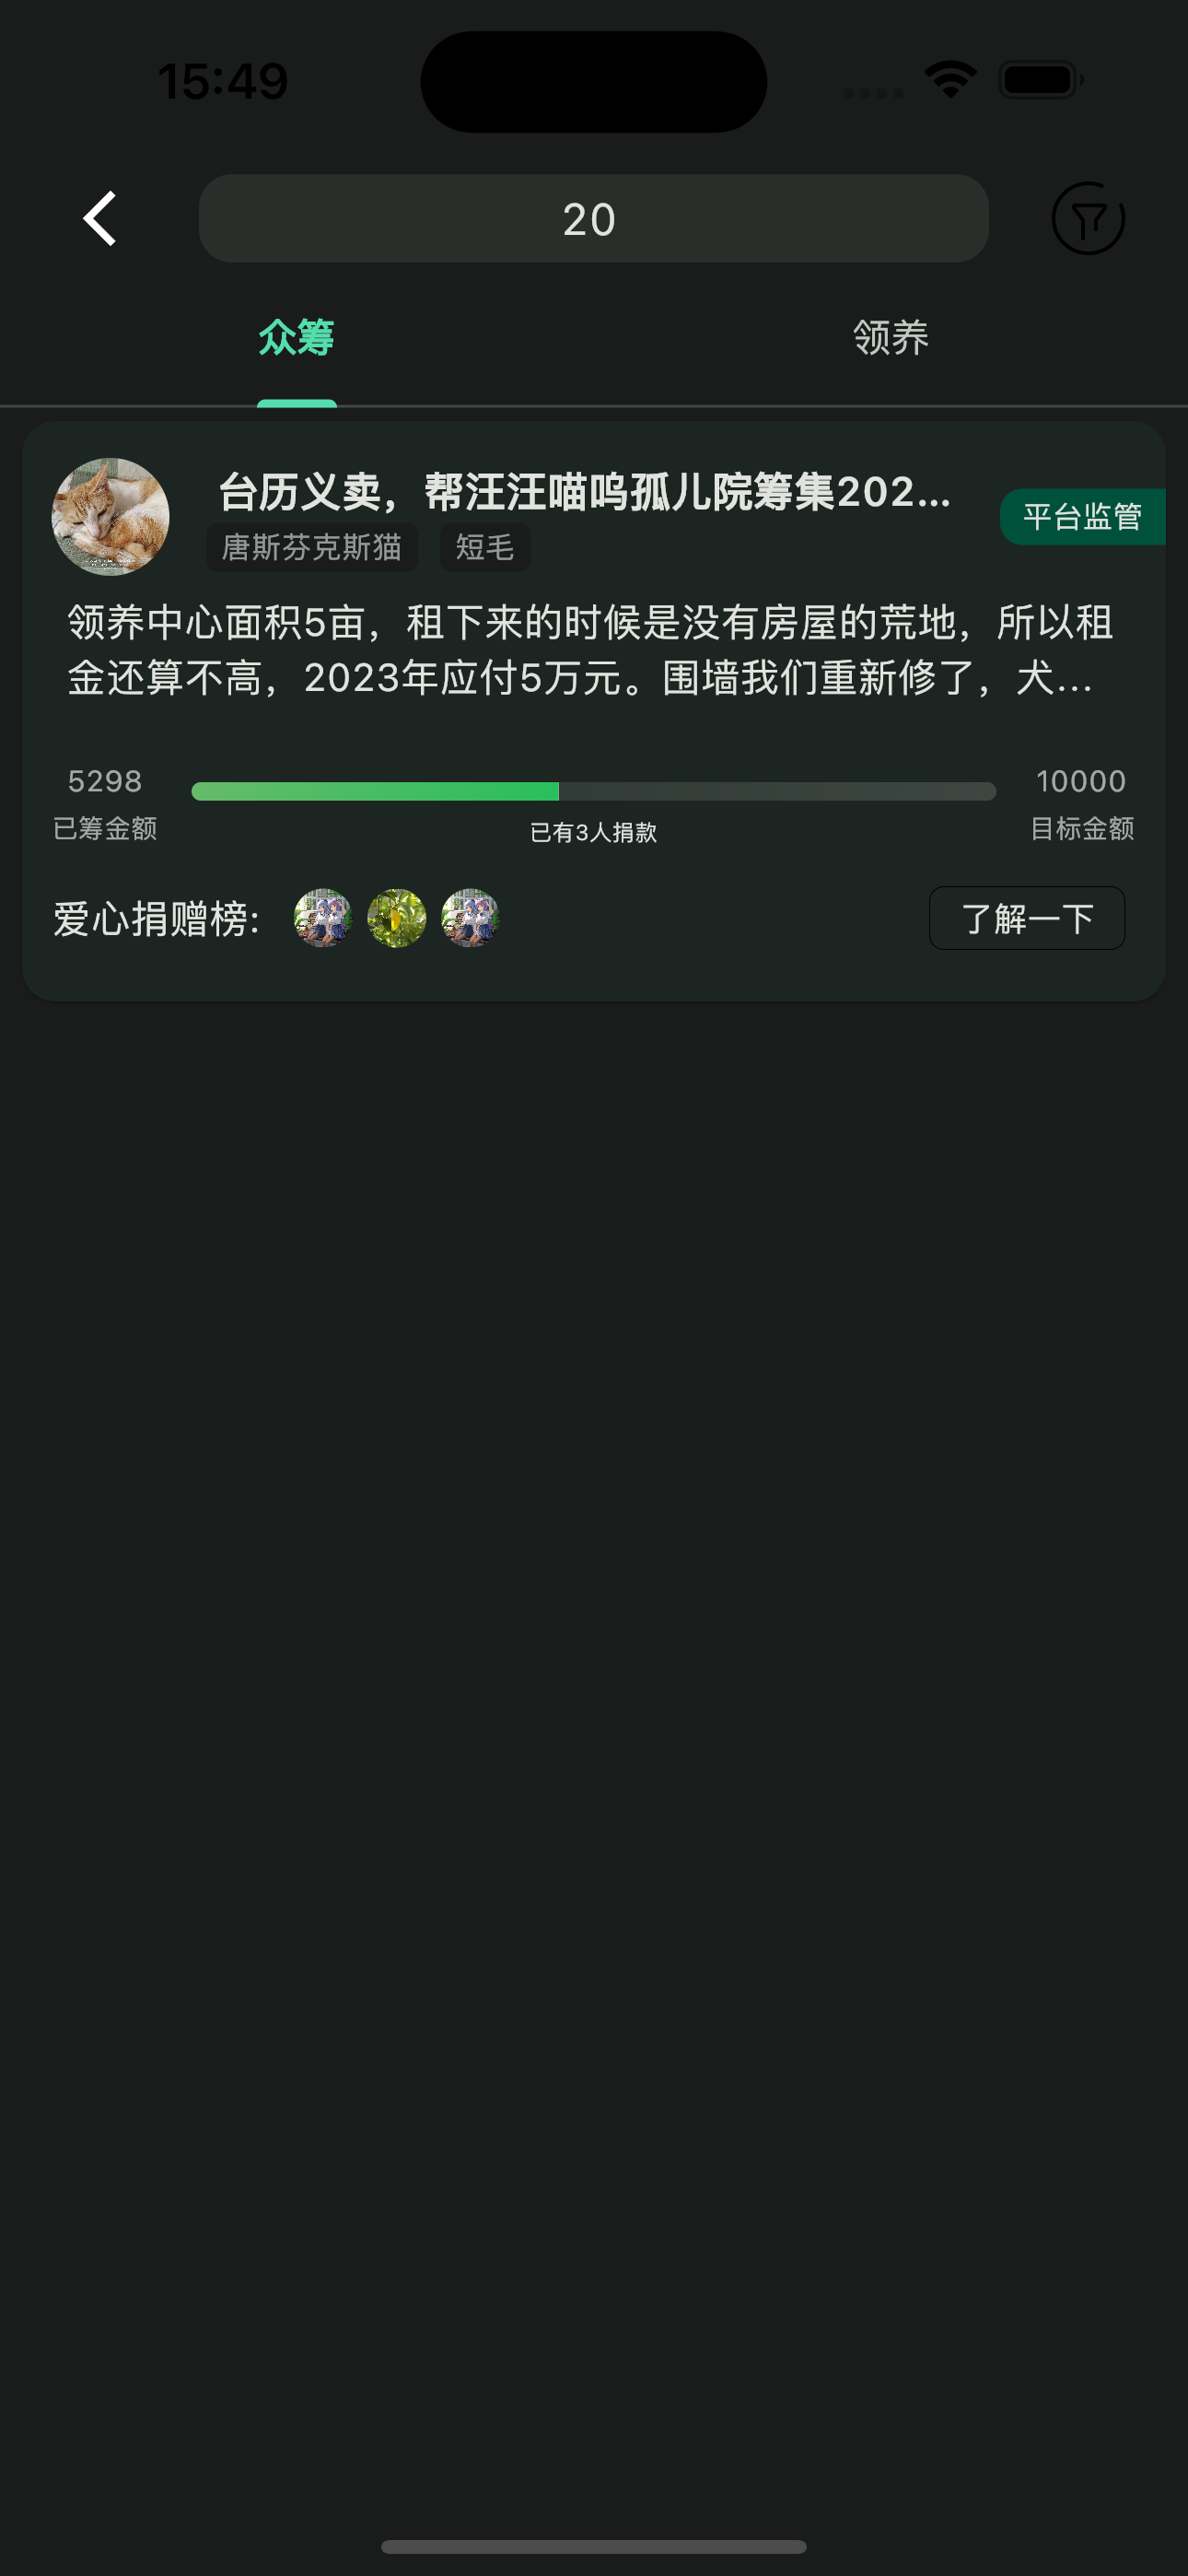 15:49
20
众筹 领养
台历义卖，帮汪汪喵呜孤儿院筹集202...
平台监管
唐斯芬克斯猫 短毛
领养中心面积5亩，租下来的时候是没有房屋的荒地，所以租
金还算不高，2023年应付5万元。围墙我们重新修了，犬...
5298 10000
已筹金额 已有3人捐款 目标金额
爱心捐赠榜: 了解一下